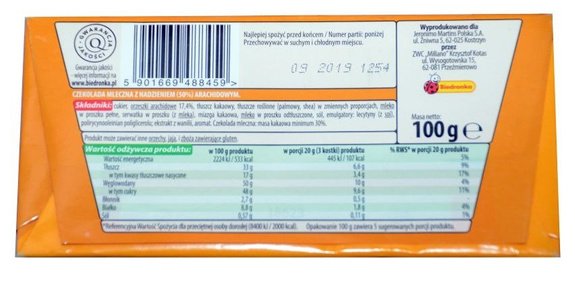 GWARANCJA
JAKOŚCI
Q
Gwarancja jakości
- więcej informacji na
www.biedronka.pl
5 901669 488459
Najlepiej spożyć przed końcem / Numer partii: poniżej
Przechowywać w suchym i chłodnym miejscu.
09 2019 1254
Wyprodukowano dla
Jeronimo Martins Polska S.A.
ul. Żniwna 5, 62-025 Kostrzyn
przez
ZWC „Millano” Krzysztof Kotas
ul. Wysogotowska 15
62-081 Przeźmierowo
Biedronka
Masa netto:
100 g e
CZEKOLADA MLECZNA Z NADZIENIEM (50%) ARACHIDOWYM.
Składniki: cukier, orzeszki arachidowe 17,4%, tłuszcz kakaowy, tłuszcze roślinne (palmowy, shea) w zmiennych proporcjach, mleko
w proszku pełne, serwatka w proszku (z mleka), miazga kakaowa, mleko w proszku odtłuszczone, sól, emulgatory: lecytyny (z soi),
polirycynooleinian poliglicerolu; ekstrakt z wanilii, aromat. Czekolada mleczna: masa kakaowa minimum 30%.
Produkt może zawierać inne orzechy, jaja, i zboża zawierające gluten.
Wartość odżywcza produktu: w 100 g produktu w porcji 20 g (3 kostki) produktu % RWS* w porcji 20 g produktu
Wartość energetyczna 2224 kJ / 533 kcal 445 kJ / 107 kcal 5%
Tłuszcz 33 g 6,6 g 9%
w tym kwasy tłuszczowe nasycone 17 g 3,4 g 17%
Węglowodany 50 g 10 g 4%
w tym cukry 48 g 9,6 g 11%
Błonnik 2,7 g 0,5 g
Białko 8,8 g 1,8 g 4%
Sól 0,57 g 0,11 g 1%
*Referencyjna Wartość Spożycia dla przeciętnej osoby dorosłej (8400 kJ / 2000 kcal). Opakowanie 100 g zawiera 5 sugerowanych porcji produktu.